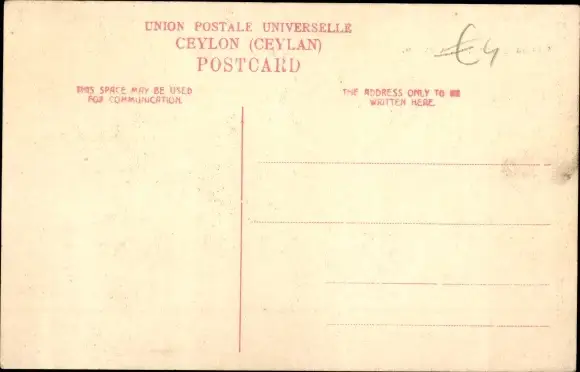 UNION POSTALE UNIVERSELLE
CEYLON (CEYLAN)
POSTCARD
THIS SPACE MAY BE USED
FOR COMMUNICATION.
THE ADDRESS ONLY TO BE
WRITTEN HERE.
€4